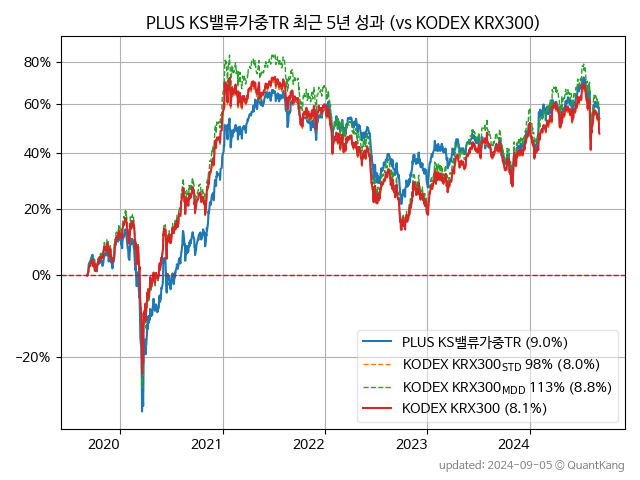 PLUS KS밸류가중TR 최근 5년 성과 (vs KODEX KRX300)
80%
60%
40%
20%
0%
−20%
PLUS KS밸류가중TR (9.0%)
KODEX KRX300STD 98% (8.0%)
KODEX KRX300MDD 113% (8.8%)
KODEX KRX300 (8.1%)
2020 2021 2022 2023 2024
updated: 2024-09-05 © QuantKang